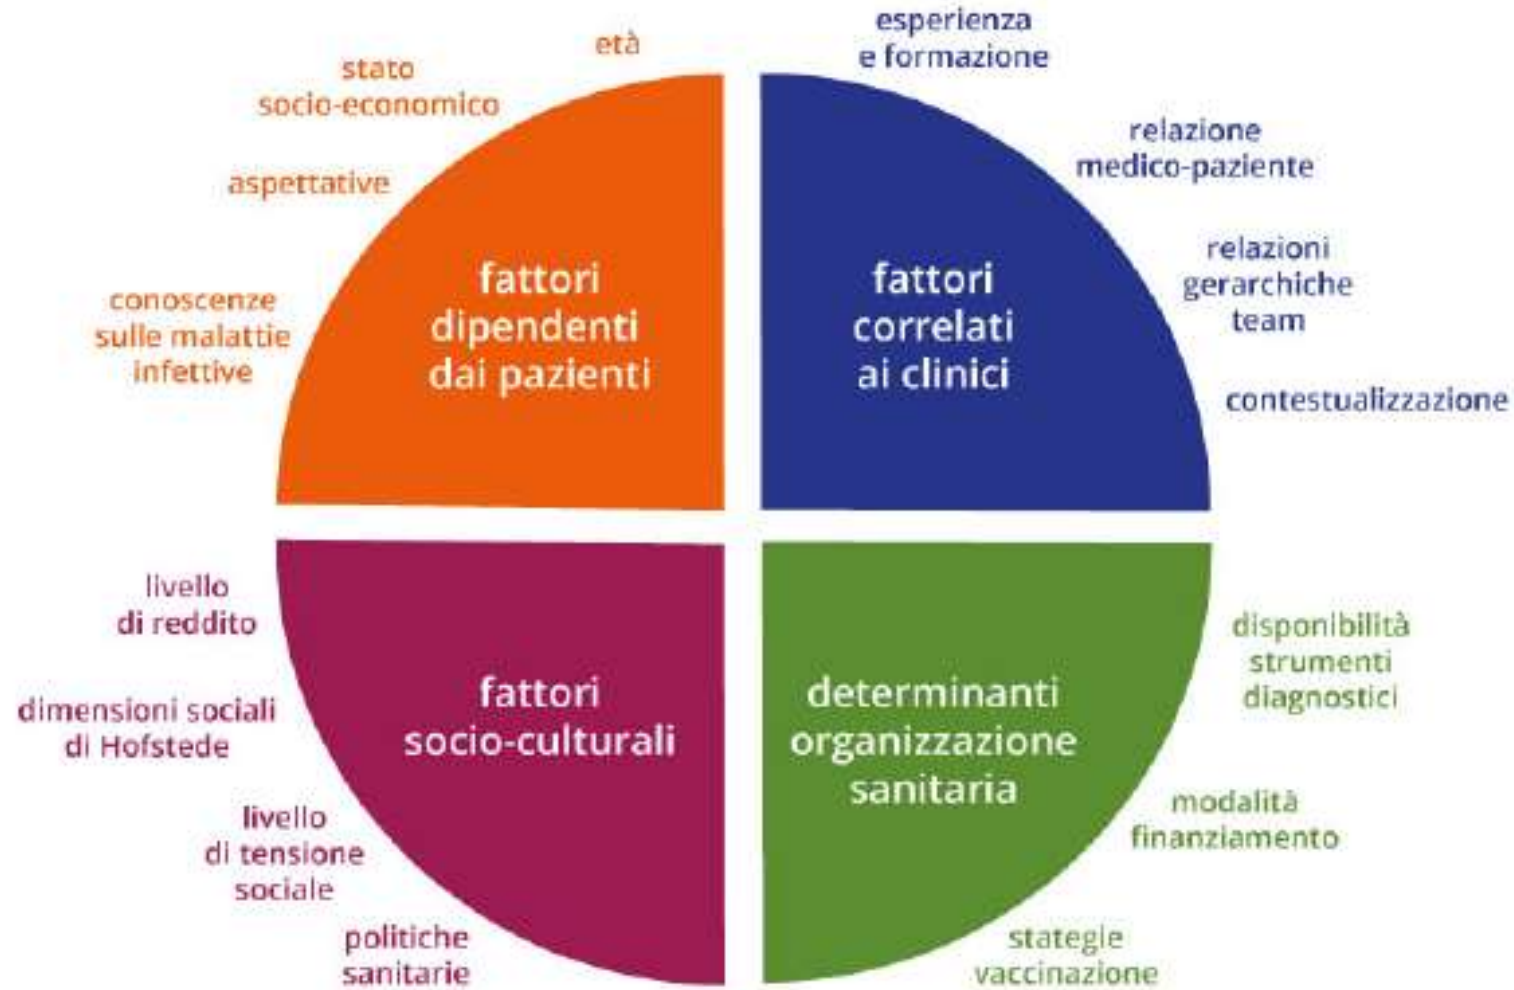 età
stato
socio-economico
aspettative
conoscenze
sulle malattie
infettive
fattori
dipendenti
dai pazienti
esperienza
e formazione
relazione
medico-paziente
relazioni
gerarchiche
team
contestualizzazione
fattori
correlati
ai clinici
livello
di reddito
dimensioni sociali
di Hofstede
livello
di tensione
sociale
politiche
sanitarie
fattori
socio-culturali
determinanti
organizzazione
sanitaria
disponibilità
strumenti
diagnostici
modalità
finanziamento
stategie
vaccinazione